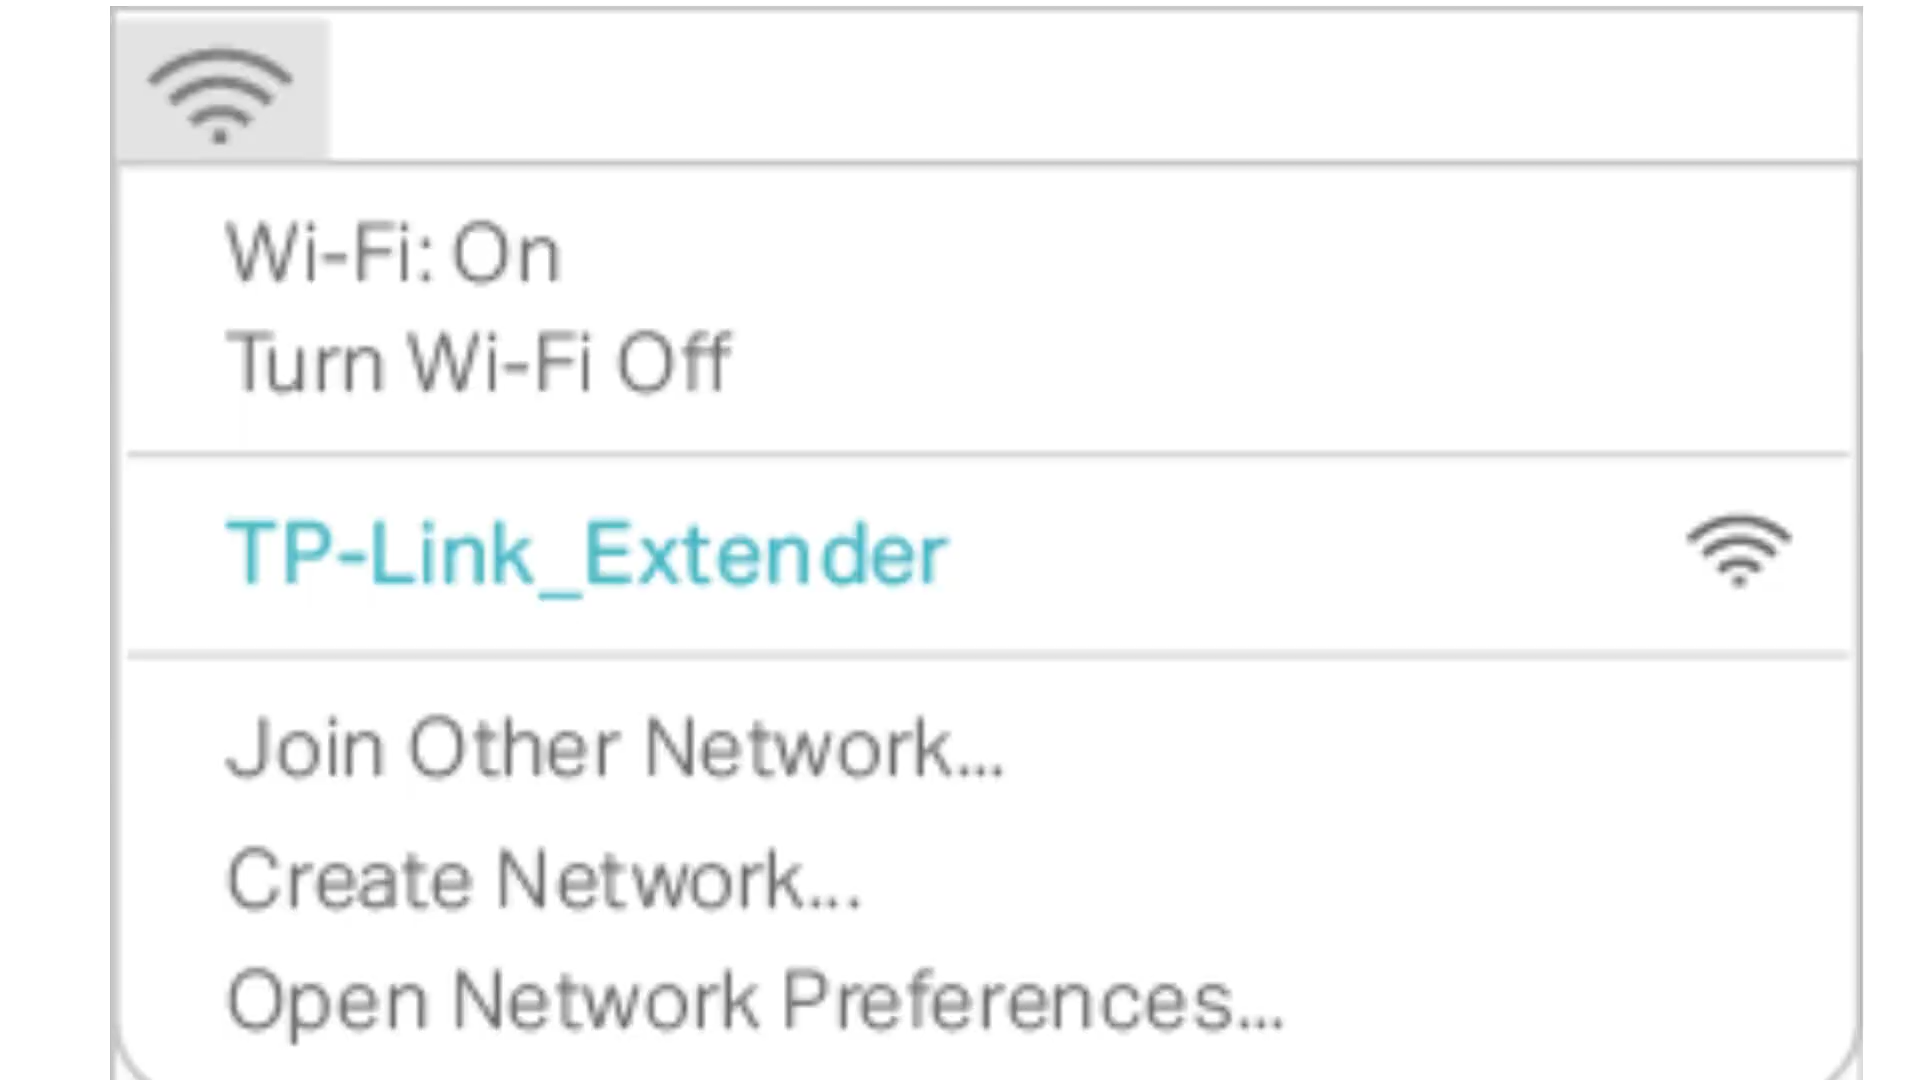 Wi-Fi: On
Turn Wi-Fi Off
TP-Link_Extender
Join Other Network...
Create Network...
Open Network Preferences...